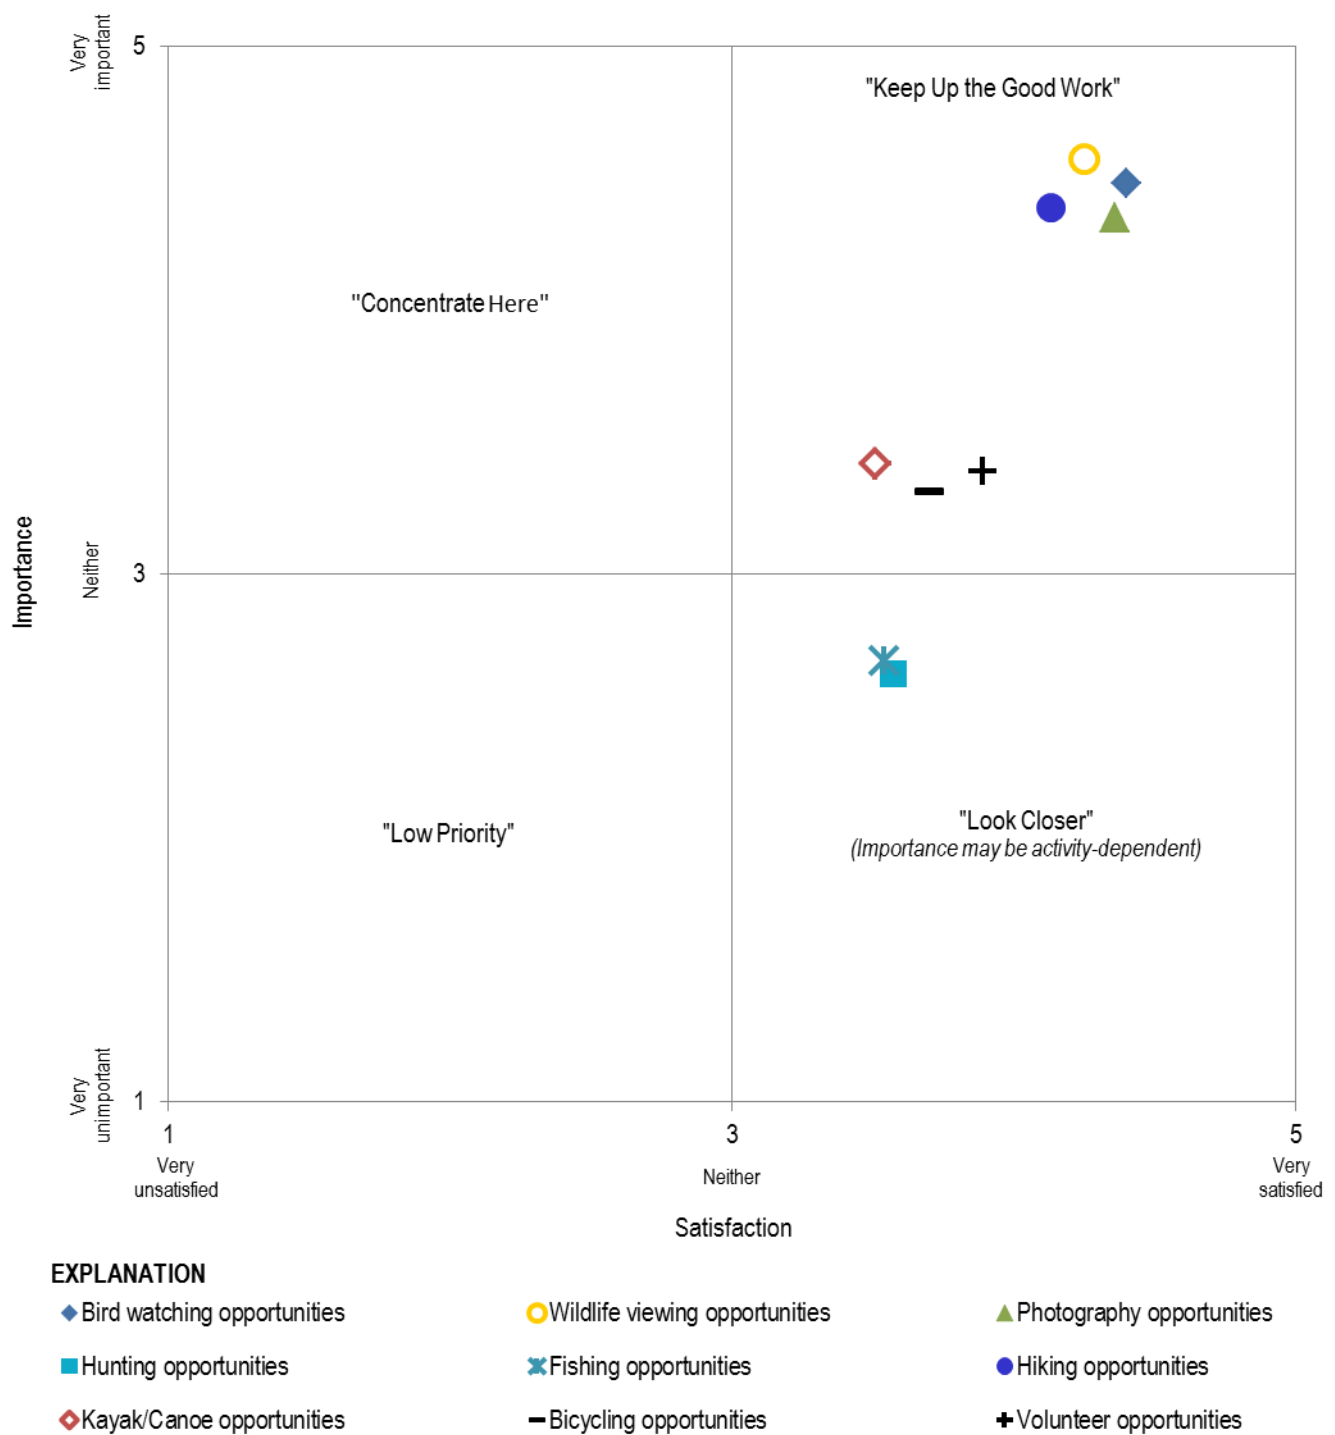 Very
important
5
"Keep Up the Good Work"
"Concentrate Here"
Importance
Neither
3
"Low Priority"
"Look Closer"
(Importance may be activity-dependent)
Very
unimportant
1
1
3
5
Very
unsatisfied
Neither
Very
satisfied
Satisfaction
EXPLANATION
Bird watching opportunities
Wildlife viewing opportunities
Photography opportunities
Hunting opportunities
Fishing opportunities
Hiking opportunities
Kayak/Canoe opportunities
Bicycling opportunities
Volunteer opportunities